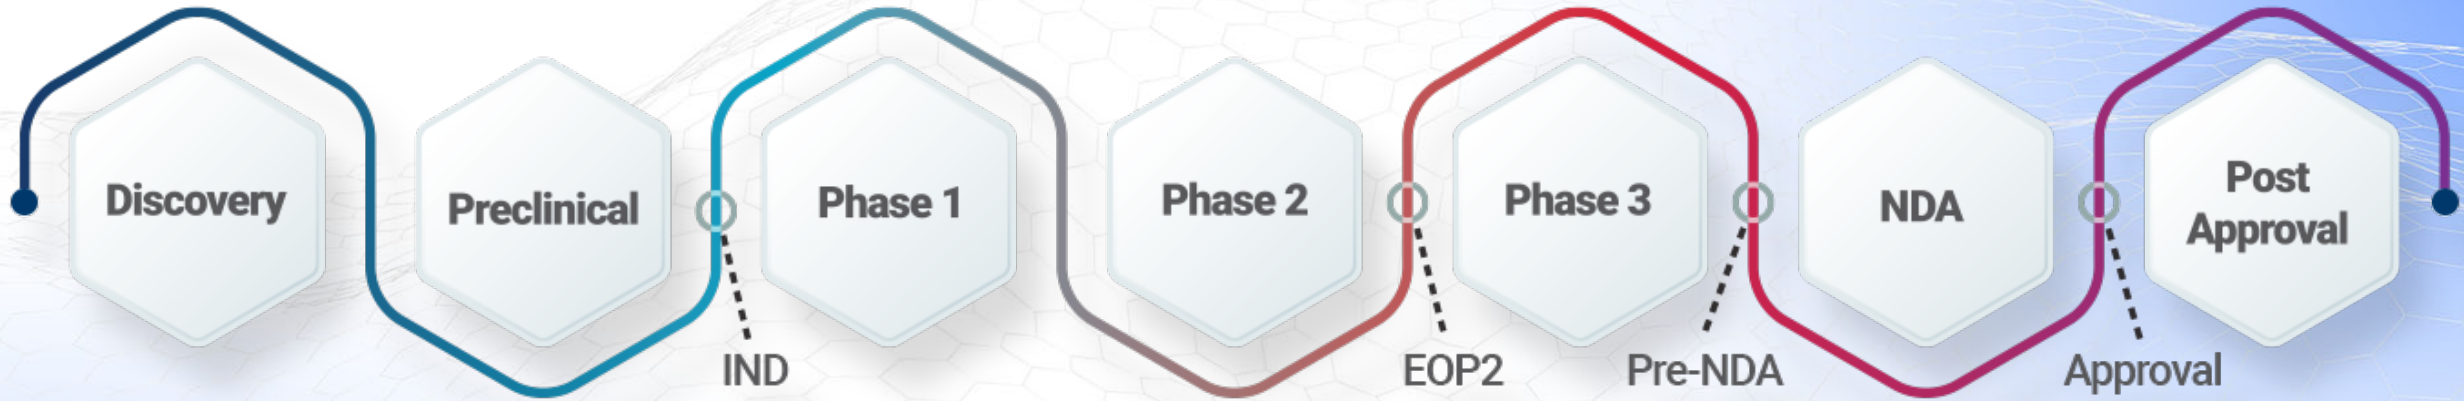 Discovery
Preclinical
Phase 1
Phase 2
Phase 3
NDA
Post
Approval
IND
EOP2
Pre-NDA
Approval